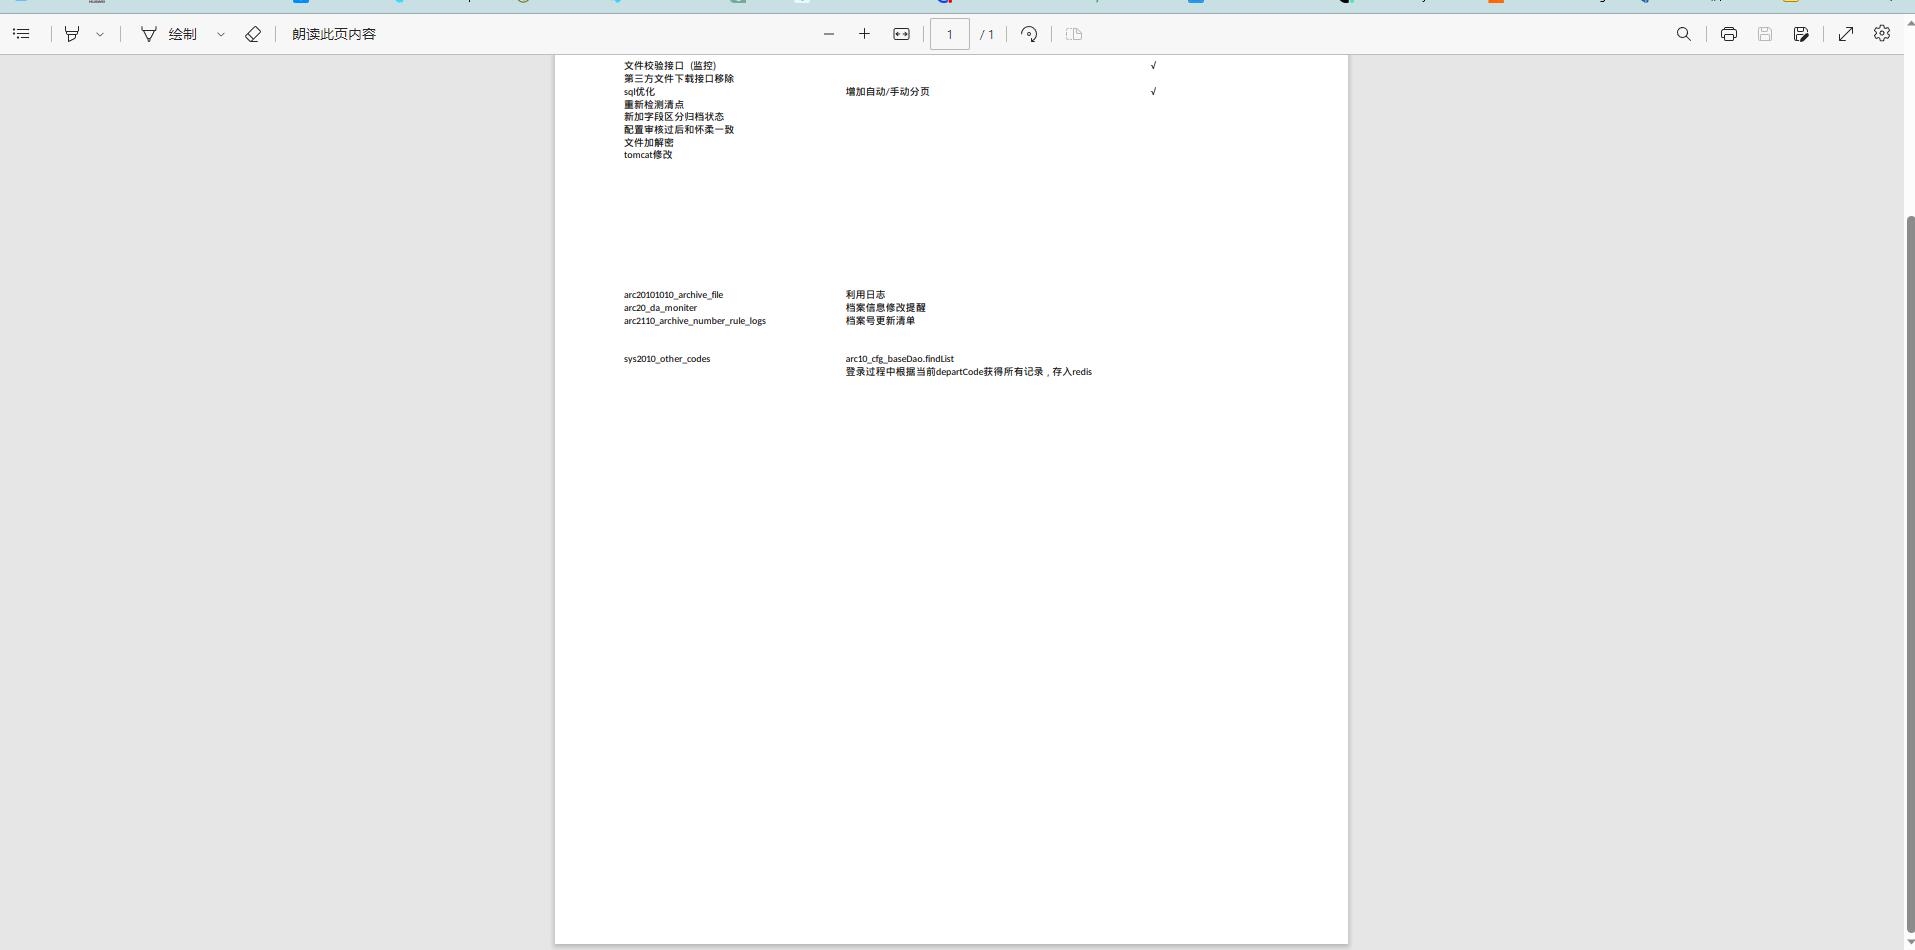 绘制 朗读此页内容 1 / 1
文件校验接口 (监控) √
第三方文件下载接口移除
sql优化 增加自动/手动分页 √
重新检测清点
新加字段区分归档状态
配置审核过后和怀柔一致
文件加解密
tomcat修改
arc20101010_archive_file 利用日志
arc20_da_moniter 档案信息修改提醒
arc2110_archive_number_rule_logs 档案号更新清单
sys2010_other_codes arc10_cfg_baseDao.findList
登录过程中根据当前departCode获得所有记录，存入redis